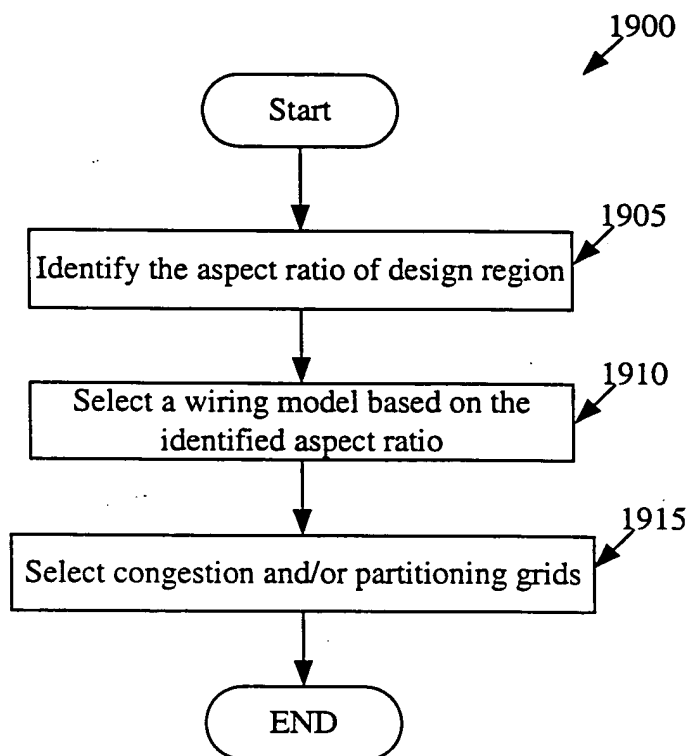 1900
Start
1905
Identify the aspect ratio of design region
1910
Select a wiring model based on the
identified aspect ratio
1915
Select congestion and/or partitioning grids
END